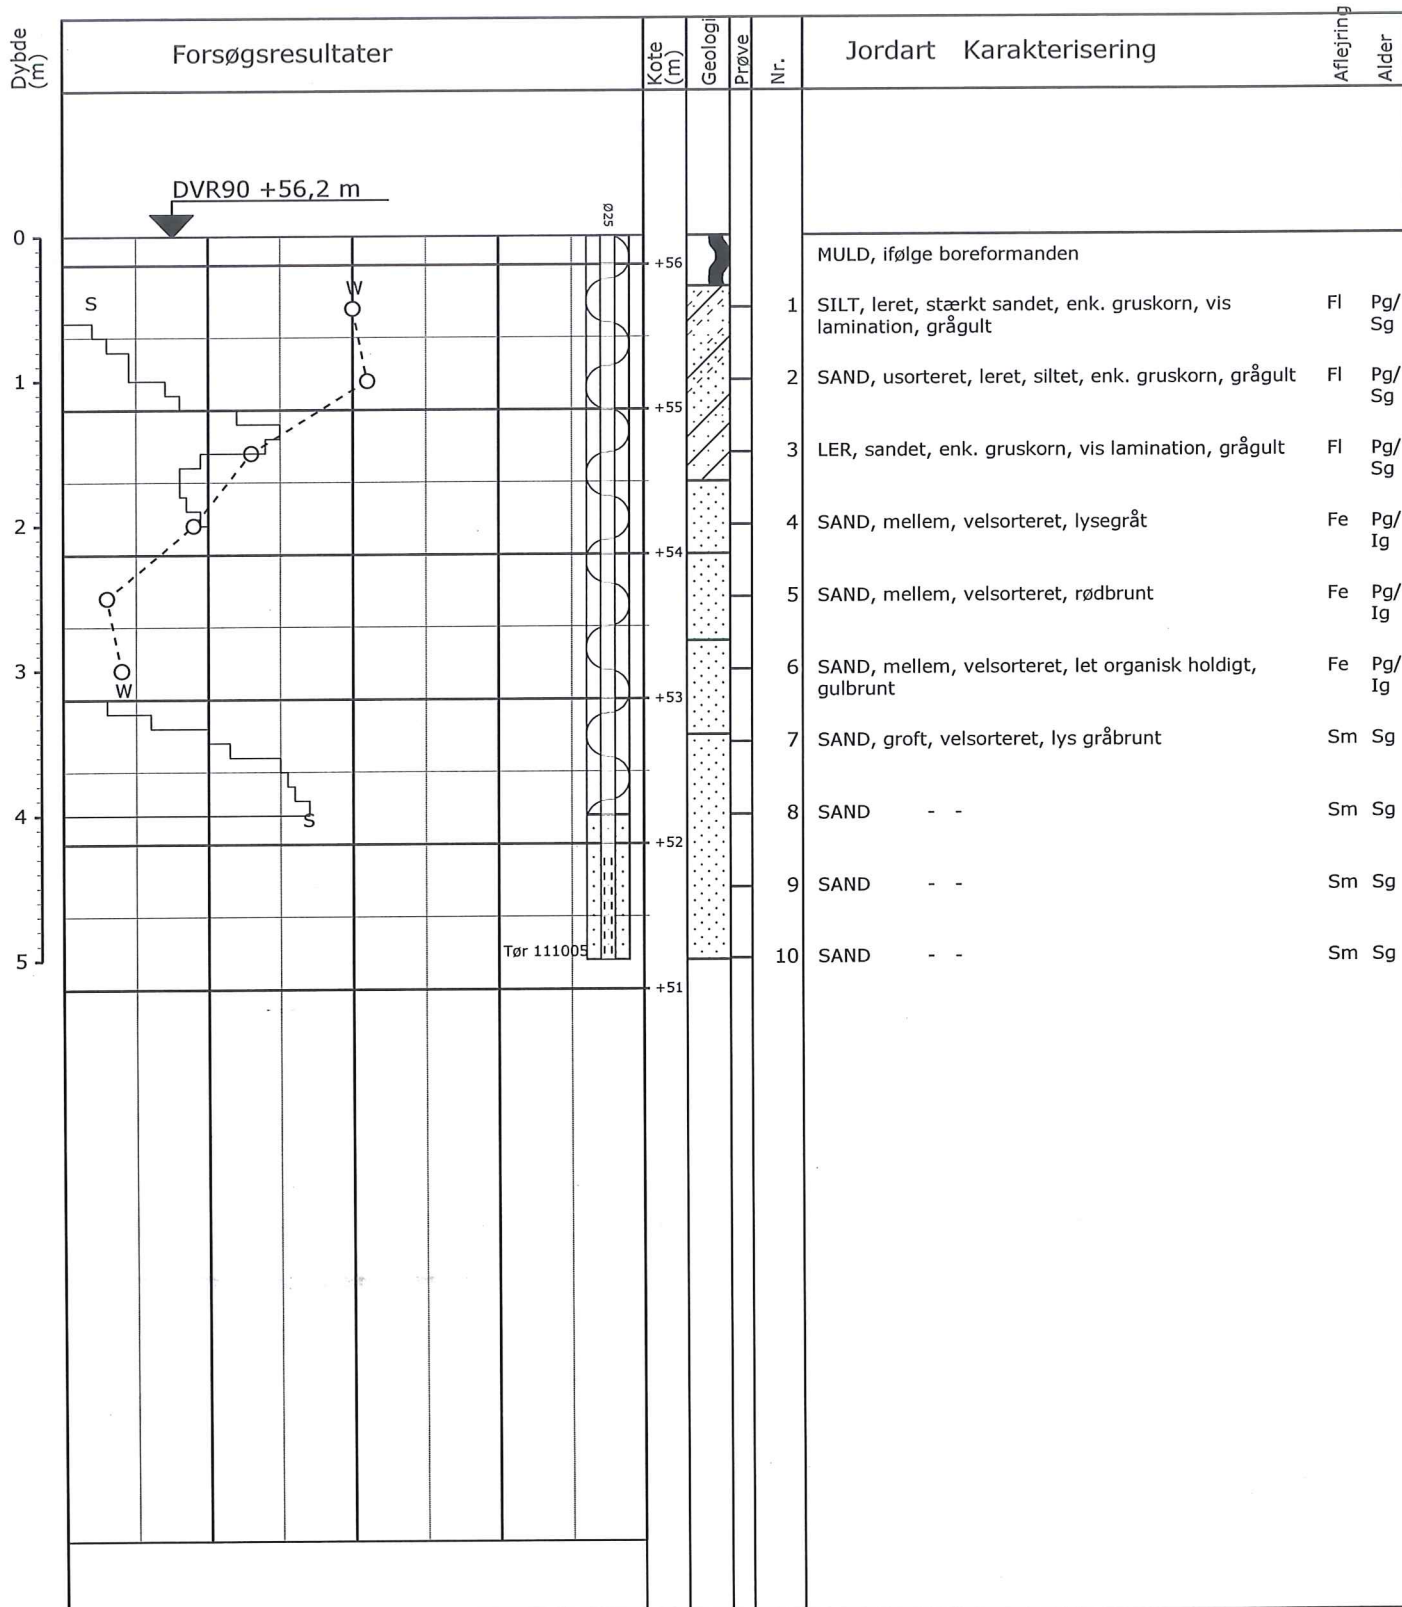 Dybde (m)
Forsøgsresultater
Kote (m)
Geologi
Prøve
Nr.
Jordart Karakterisering
Aflejring
Alder
DVR90 +56,2 m
Ø25
0
MULD, ifølge boreformanden
+56
W
S
1 SILT, leret, stærkt sandet, enk. gruskorn, vis Fl Pg/
lamination, grågult Sg
1
2 SAND, usorteret, leret, siltet, enk. gruskorn, grågult Fl Pg/
Sg
+55
3 LER, sandet, enk. gruskorn, vis lamination, grågult Fl Pg/
Sg
2
4 SAND, mellem, velsorteret, lysegråt Fe Pg/
Ig
+54
5 SAND, mellem, velsorteret, rødbrunt Fe Pg/
Ig
3
6 SAND, mellem, velsorteret, let organisk holdigt, Fe Pg/
gulbrunt Ig
W
+53
7 SAND, groft, velsorteret, lys gråbrunt Sm Sg
4
S
8 SAND - - Sm Sg
+52
9 SAND - - Sm Sg
Tør 111005
5
10 SAND - - Sm Sg
+51